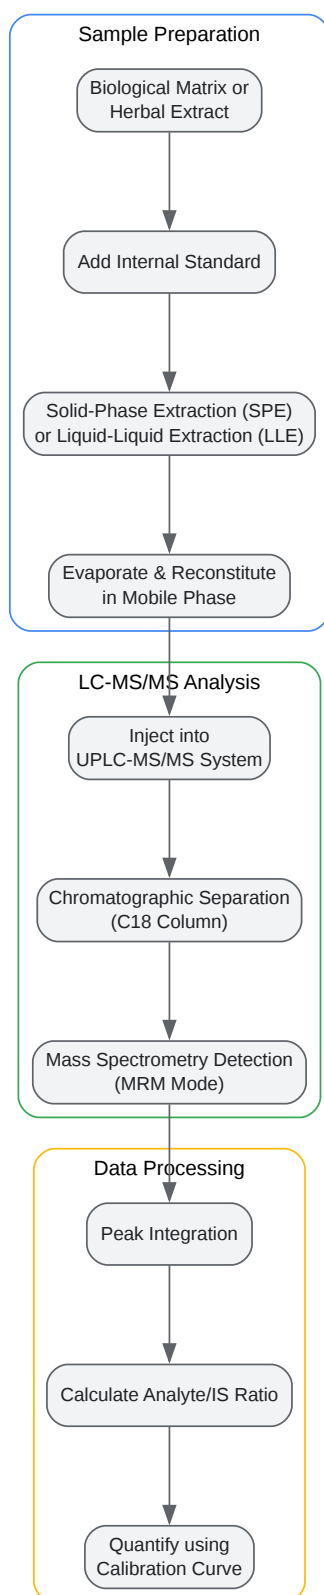 Sample Preparation
Biological Matrix or
Herbal Extract
Add Internal Standard
Solid-Phase Extraction (SPE)
or Liquid-Liquid Extraction (LLE)
Evaporate & Reconstitute
in Mobile Phase
LC-MS/MS Analysis
Inject into
UPLC-MS/MS System
Chromatographic Separation
(C18 Column)
Mass Spectrometry Detection
(MRM Mode)
Data Processing
Peak Integration
Calculate Analyte/IS Ratio
Quantify using
Calibration Curve